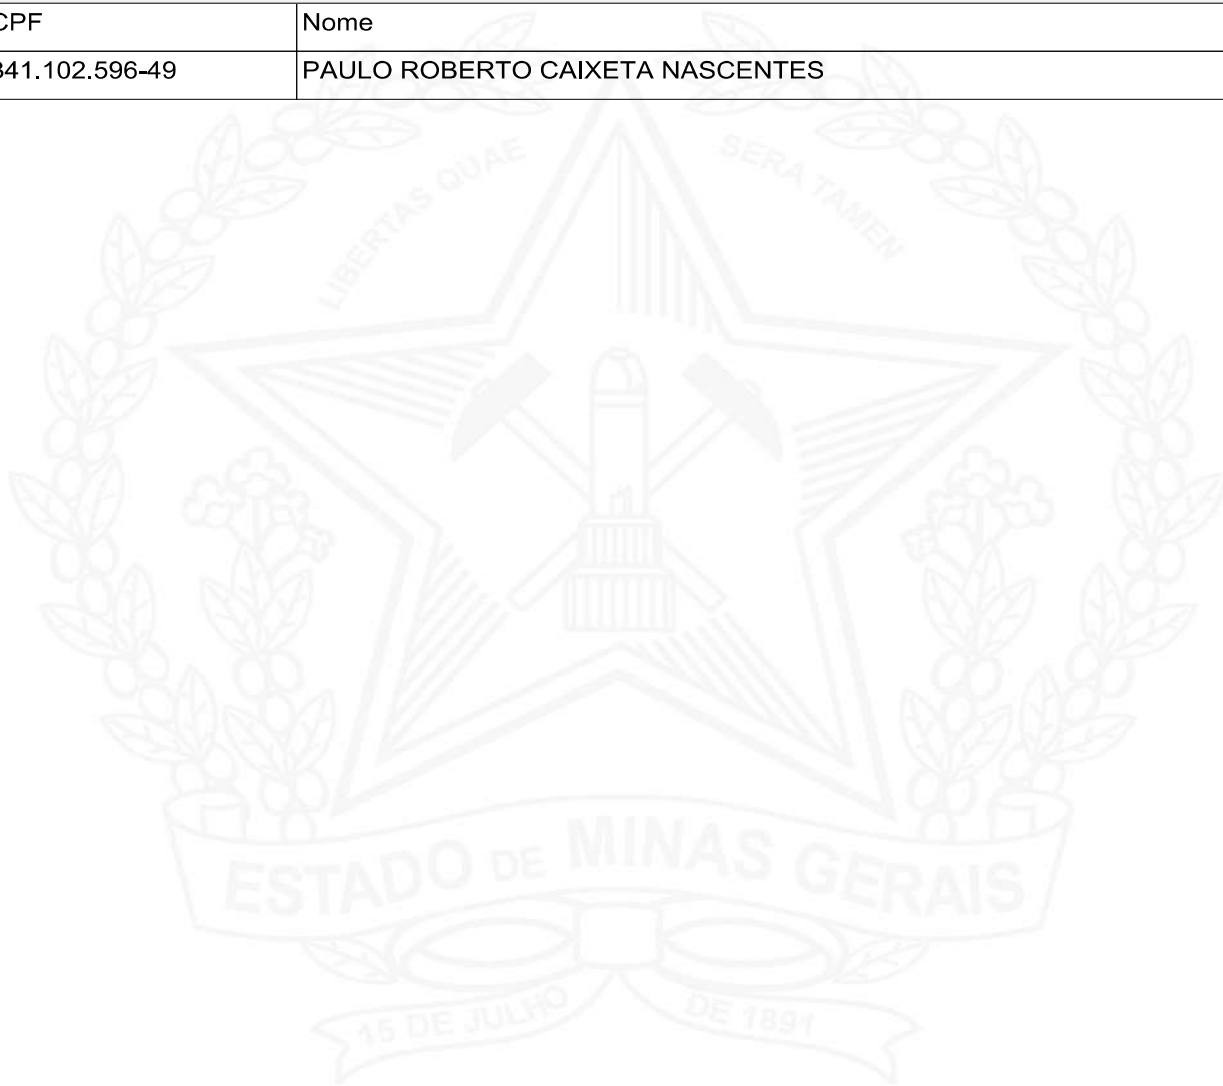 CPF Nome
341.102.596-49 PAULO ROBERTO CAIXETA NASCENTES
LIBERTAS QUAE SERA TAMEN
ESTADO DE MINAS GERAIS
15 DE JULHO DE 1891